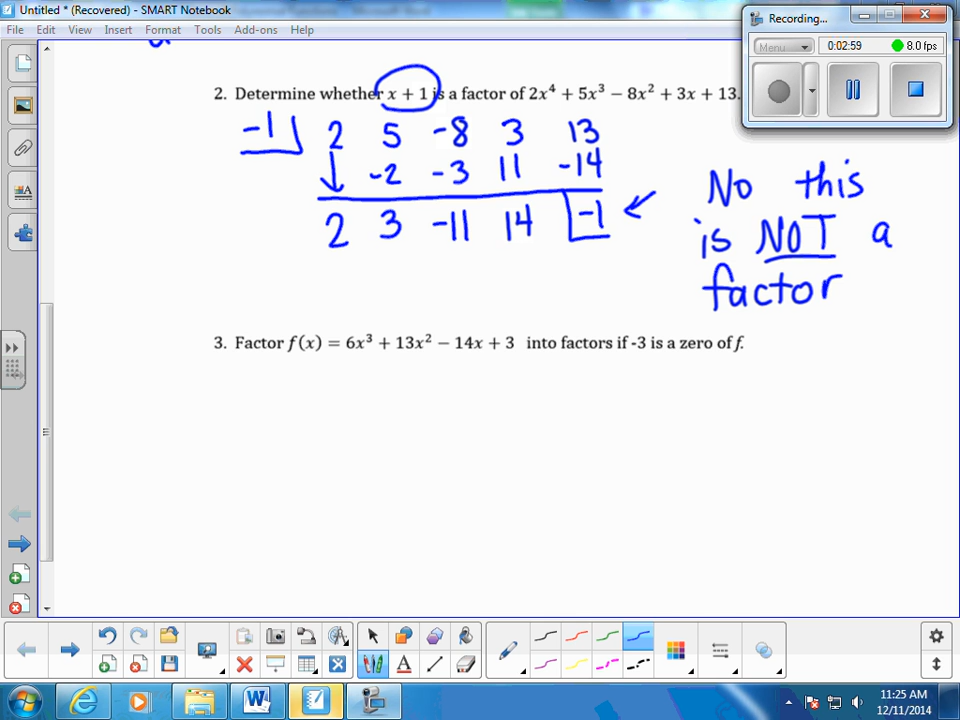 Untitled * (Recovered) - SMART Notebook
File Edit View Insert Format Tools Add-ons Help
Recording...
Menu 0:02:59 8.0 fps
2. Determine whether x + 1 is a factor of 2x⁴ + 5x³ − 8x² + 3x + 13.
-1 2 5 -8 3 13
-2 -3 11 -14
2 3 -11 14 -1
No this
is NOT a
factor
3. Factor f(x) = 6x³ + 13x² − 14x + 3 into factors if -3 is a zero of f.
11:25 AM
12/11/2014